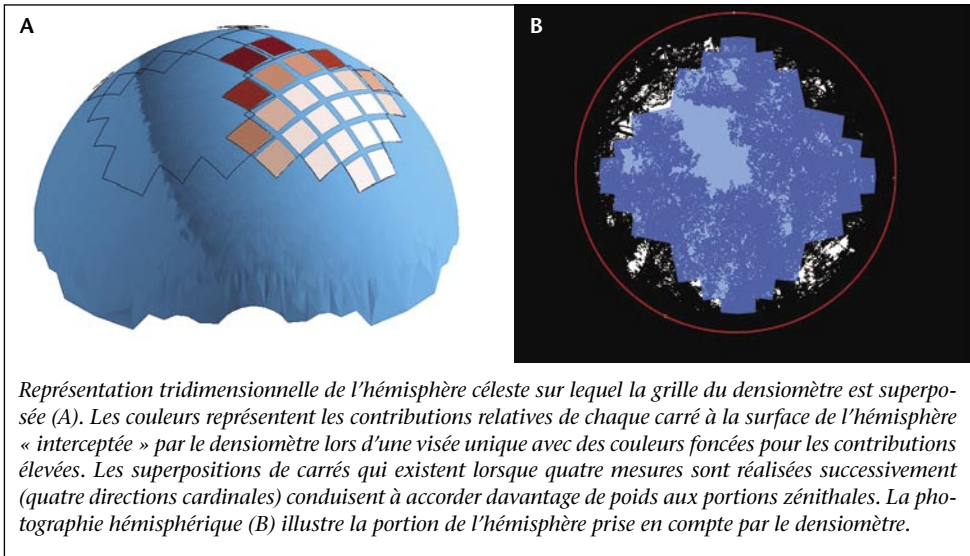 A
B
Représentation tridimensionnelle de l'hémisphère céleste sur lequel la grille du densiomètre est superpo-
sée (A). Les couleurs représentent les contributions relatives de chaque carré à la surface de l'hémisphère
« interceptée » par le densiomètre lors d'une visée unique avec des couleurs foncées pour les contributions
élevées. Les superpositions de carrés qui existent lorsque quatre mesures sont réalisées successivement
(quatre directions cardinales) conduisent à accorder davantage de poids aux portions zénithales. La pho-
tographie hémisphérique (B) illustre la portion de l'hémisphère prise en compte par le densiomètre.